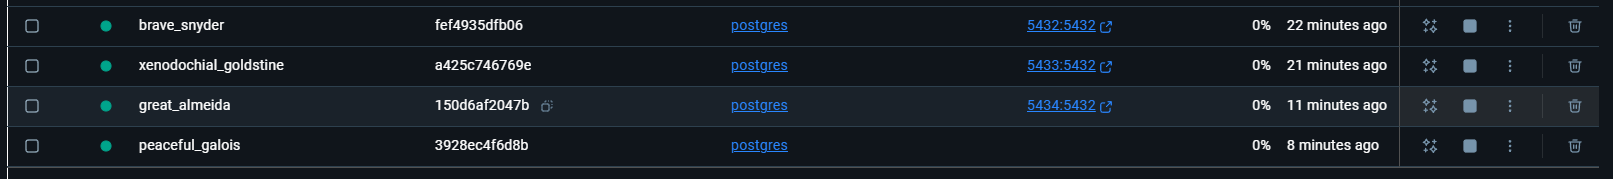 brave_snyder fef4935dfb06 postgres 5432:5432 0% 22 minutes ago
xenodochial_goldstine a425c746769e postgres 5433:5432 0% 21 minutes ago
great_almeida 150d6af2047b postgres 5434:5432 0% 11 minutes ago
peaceful_galois 3928ec4f6d8b postgres 0% 8 minutes ago